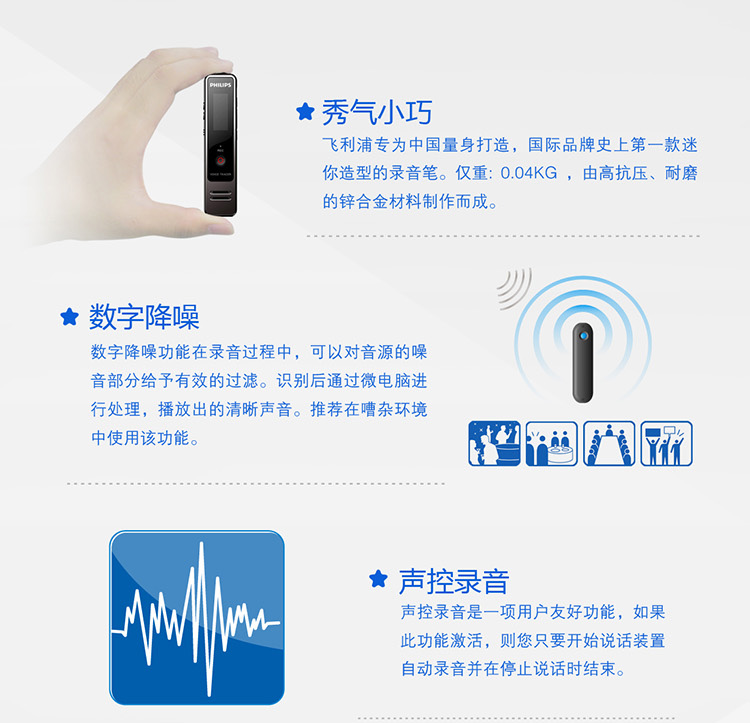 PHILIPS
秀气小巧
飞利浦专为中国量身打造，国际品牌史上第一款迷
你造型的录音笔。仅重: 0.04KG ，由高抗压、耐磨
的锌合金材料制作而成。
数字降噪
数字降噪功能在录音过程中，可以对音源的噪
音部分给予有效的过滤。识别后通过微电脑进
行处理，播放出的清晰声音。推荐在嘈杂环境
中使用该功能。
声控录音
声控录音是一项用户友好功能，如果
此功能激活，则您只要开始说话装置
自动录音并在停止说话时结束。